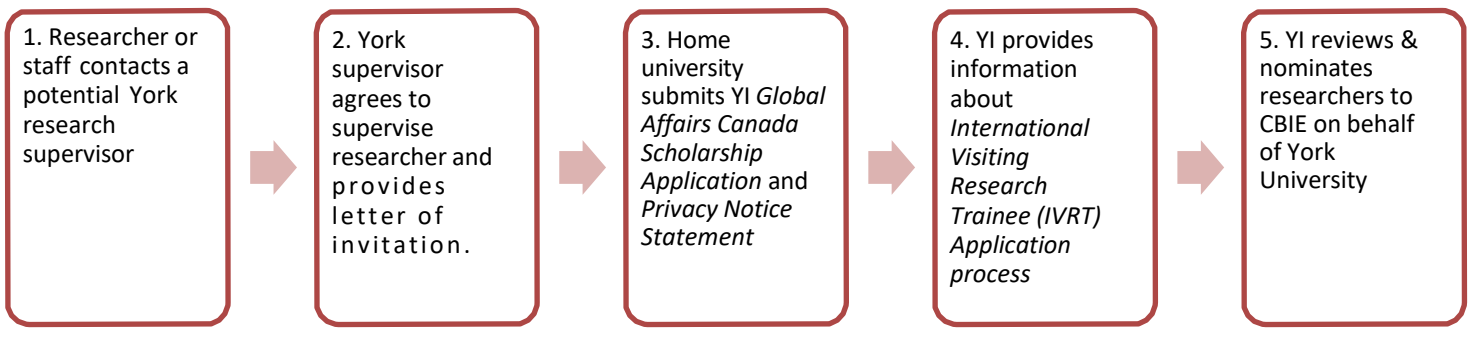 1. Researcher or
staff contacts a
potential York
research
supervisor
2. York
supervisor
agrees to
supervise
researcher and
provides
letter of
invitation.
3. Home
university
submits YI Global
Affairs Canada
Scholarship
Application and
Privacy Notice
Statement
4. YI provides
information
about
International
Visiting
Research
Trainee (IVRT)
Application
process
5. YI reviews &
nominates
researchers to
CBIE on behalf
of York
University